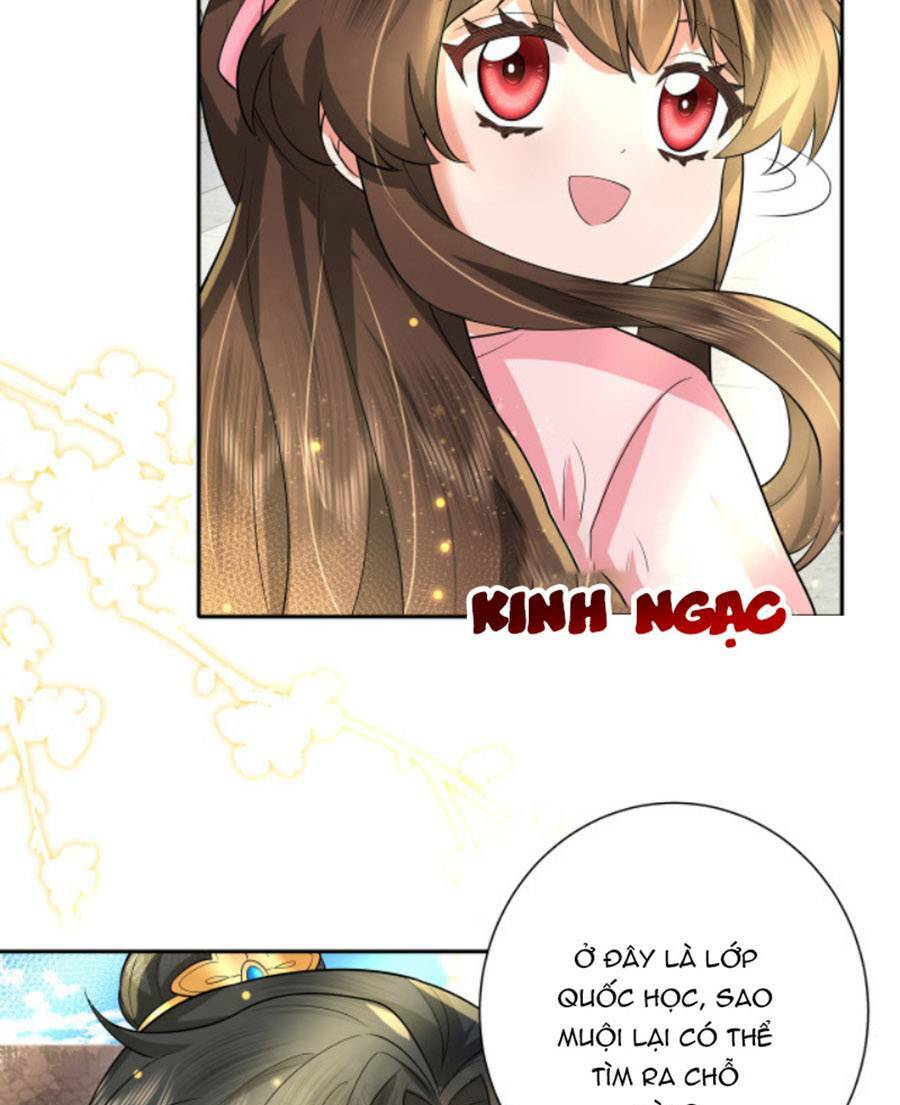 KINH NGẠC
Ở ĐÂY LÀ LỚP
QUỐC HỌC, SAO
MUỘI LẠI CÓ THỂ
TÌM RA CHỖ